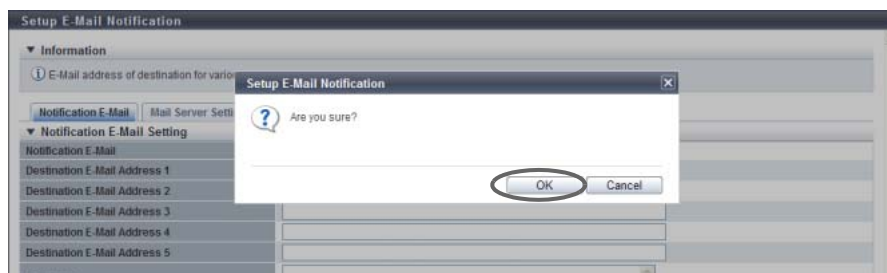 Setup E-Mail Notification
▼ Information
E-Mail address of destination for
Setup E-Mail Notification
Are you sure?
OK Cancel
Notification E-Mail Mail Server
▼ Notification E-Mail Setting
Notification E-Mail
Destination E-Mail Address 1
Destination E-Mail Address 2
Destination E-Mail Address 3
Destination E-Mail Address 4
Destination E-Mail Address 5